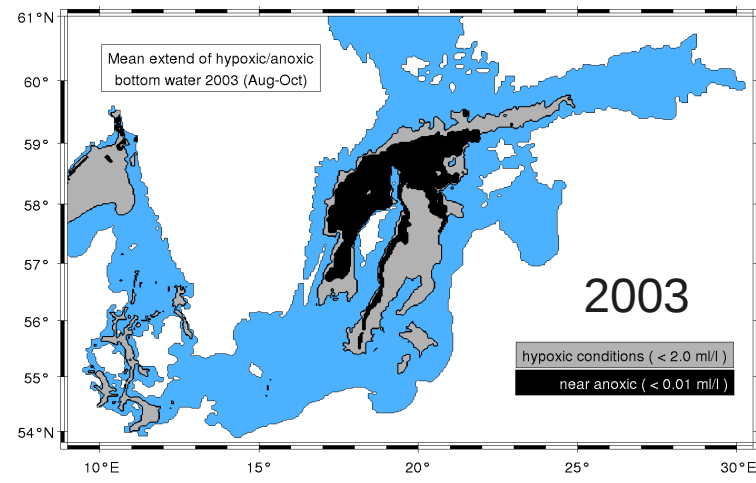 61°N
60°
59°
58°
57°
56°
55°
54°N
Mean extend of hypoxic/anoxic
bottom water 2003 (Aug-Oct)
2003
hypoxic conditions ( < 2.0 ml/l )
near anoxic ( < 0.01 ml/l )
10°E
15°
20°
25°
30°E